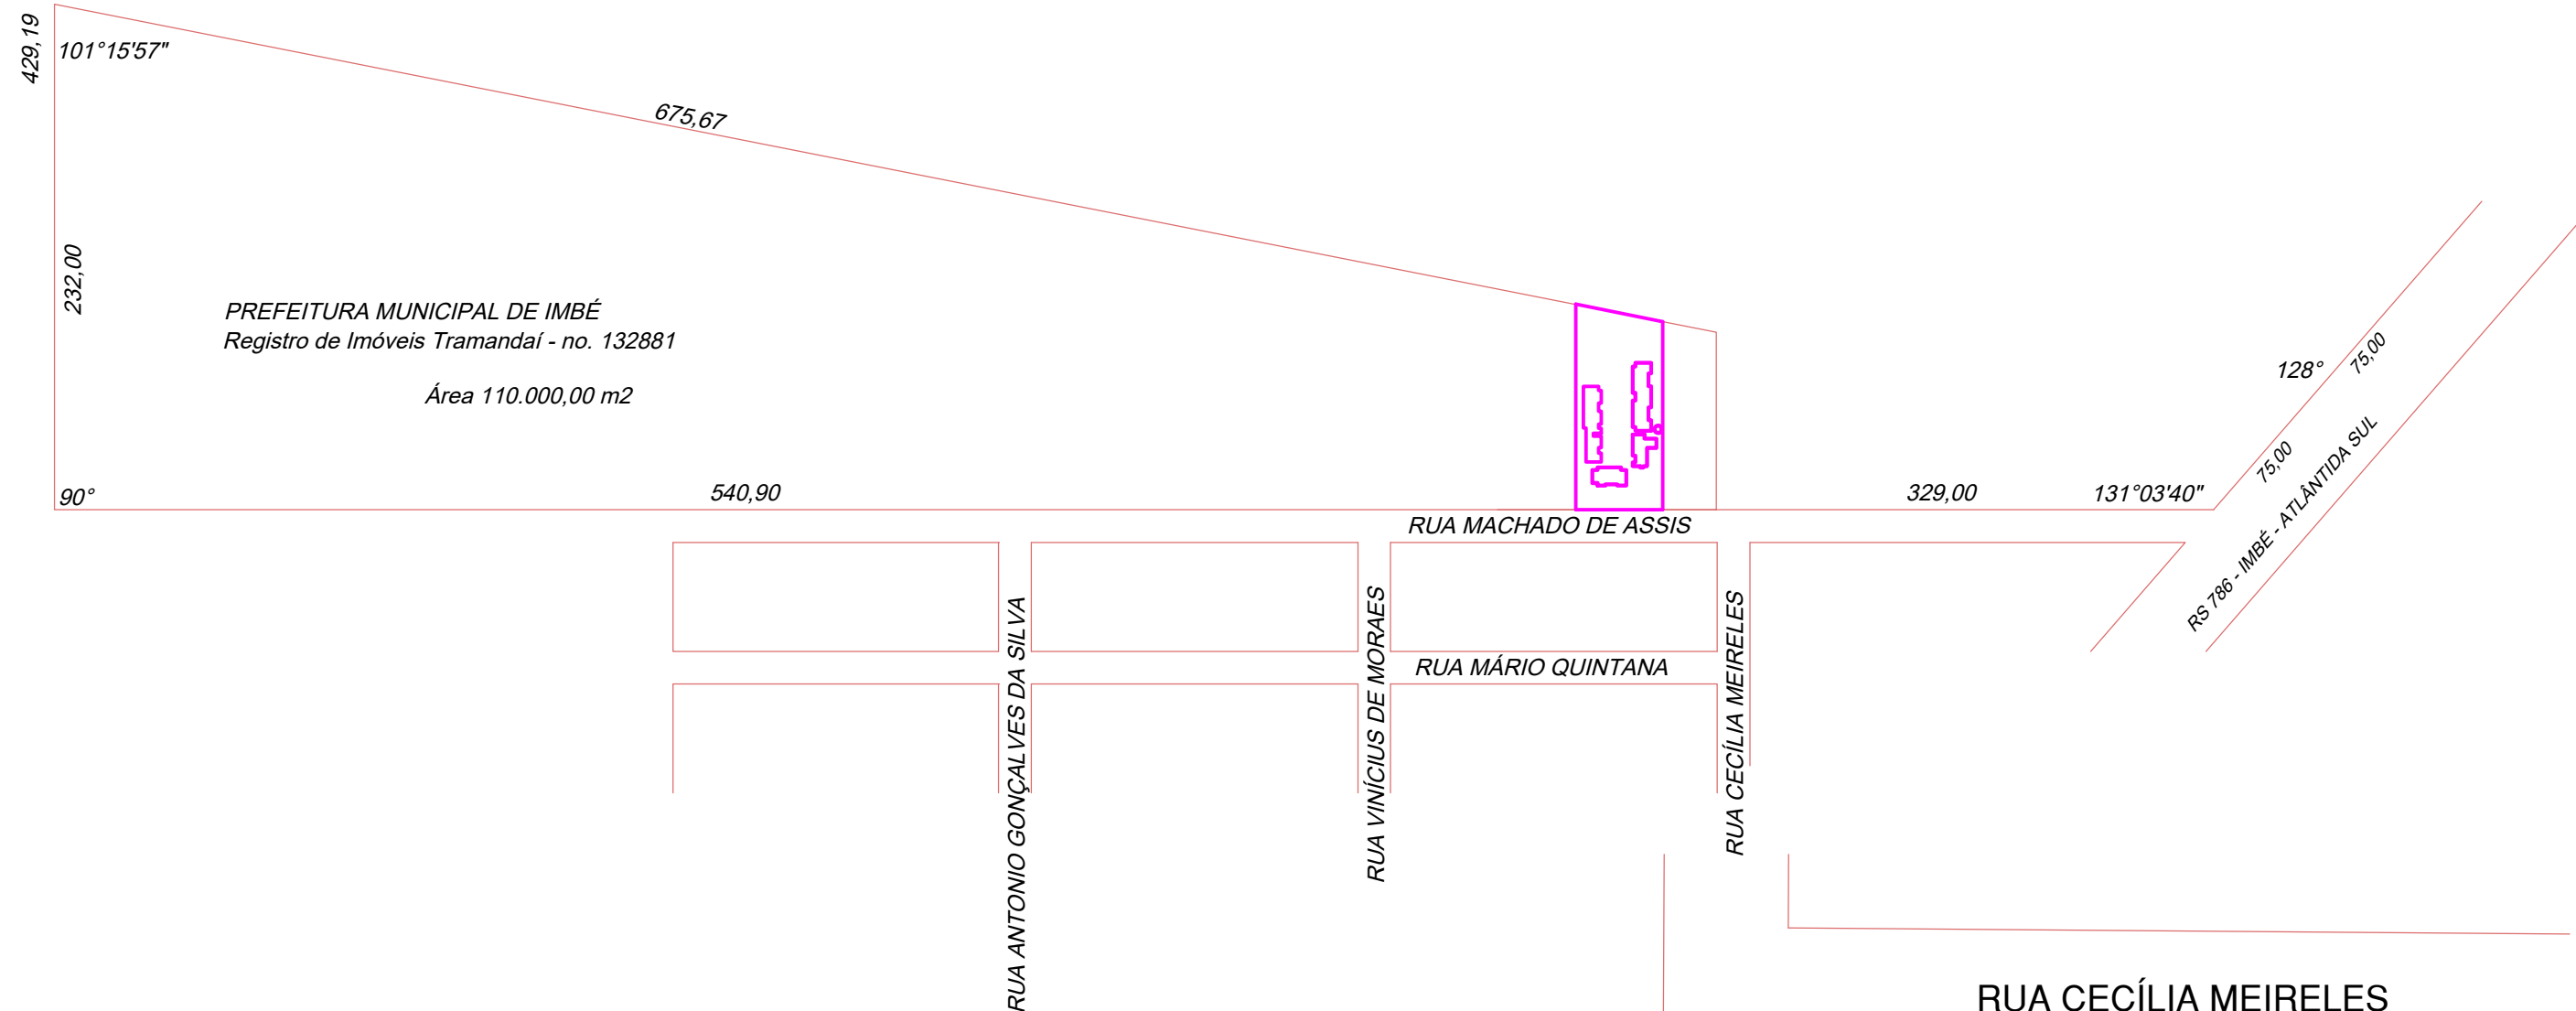 429,19
101°15'57"
675,67
232,00
PREFEITURA MUNICIPAL DE IMBÉ
Registro de Imóveis Tramandaí - no. 132881
Área 110.000,00 m2
90°
540,90
329,00
131°03'40"
128°
75,00
75,00
RS 786 - IMBÉ - ATLÂNTIDA SUL
RUA MACHADO DE ASSIS
RUA MÁRIO QUINTANA
RUA ANTONIO GONÇALVES DA SILVA
RUA VINÍCIUS DE MORAES
RUA CECÍLIA MEIRELES
RUA CECÍLIA MEIRELES